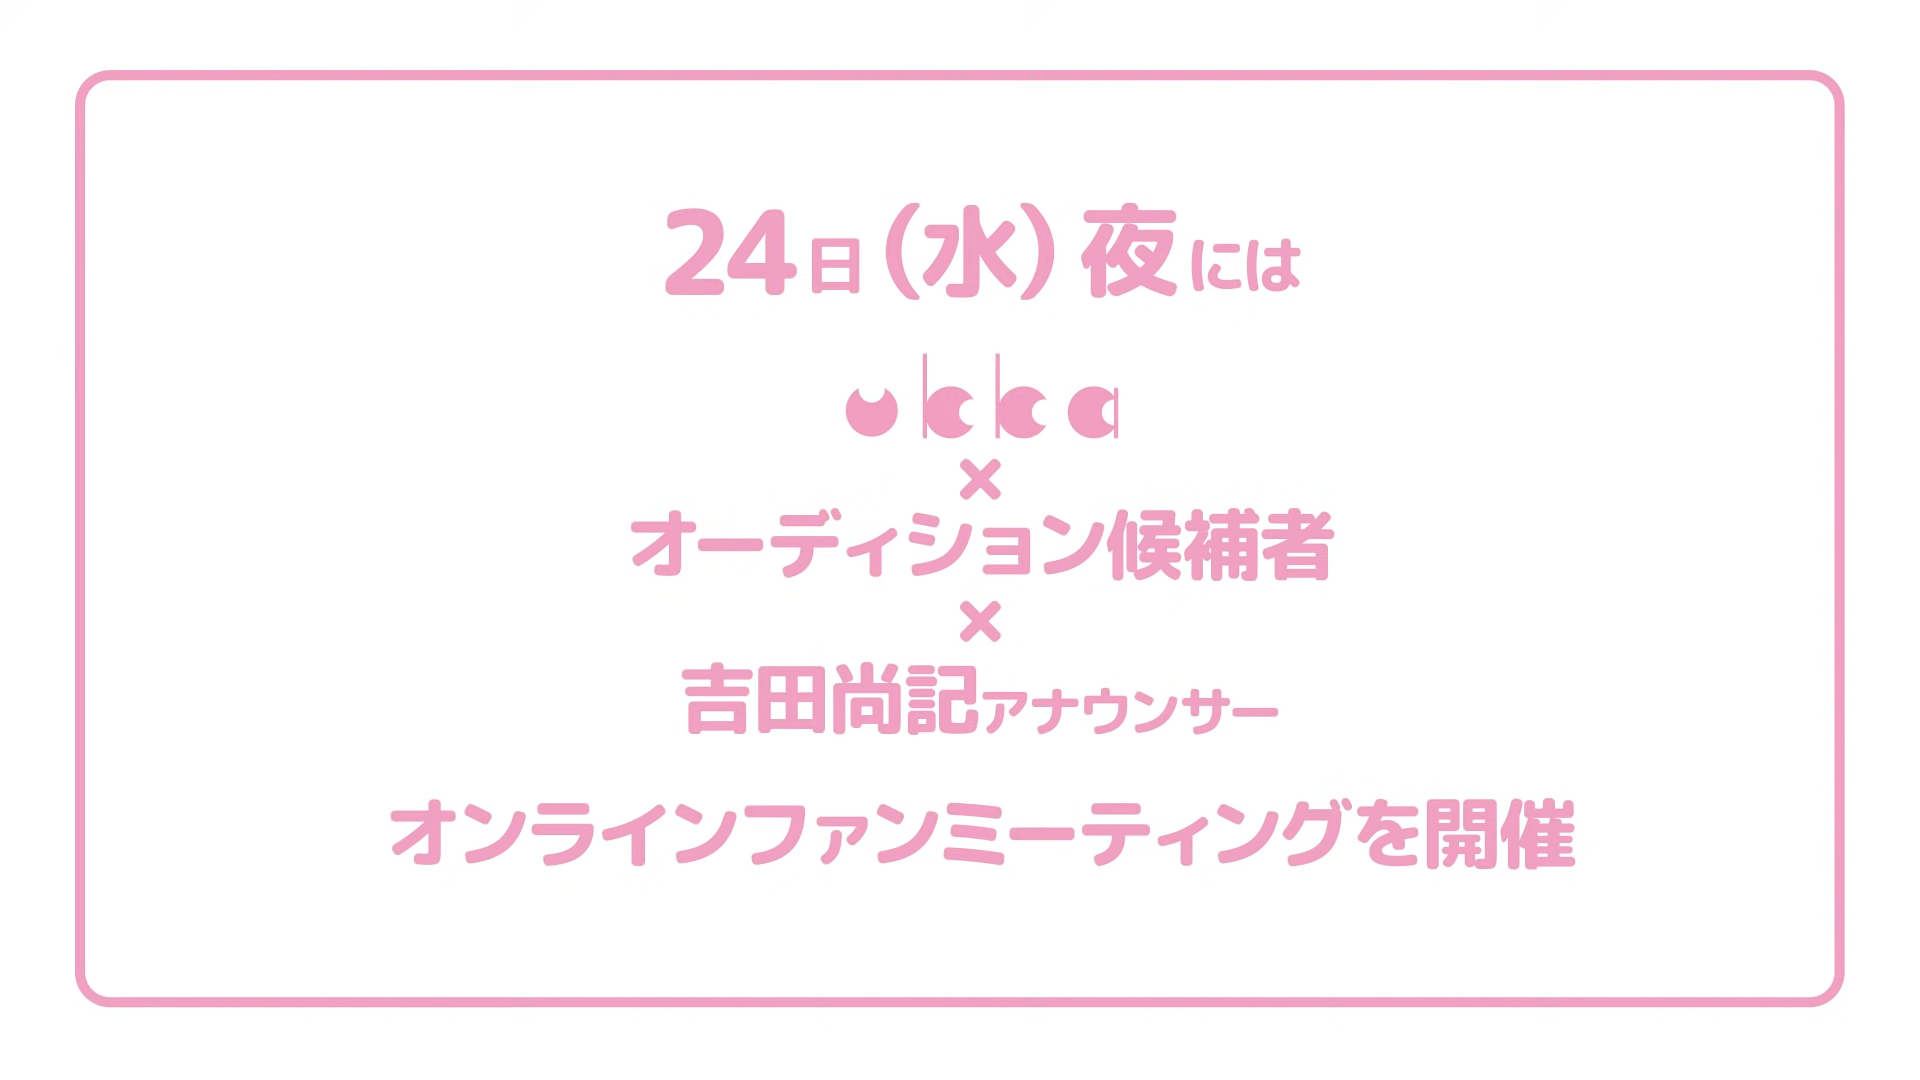 24日（水）夜には
ukka
×
オーディション候補者
×
吉田尚記アナウンサー
オンラインファンミーティングを開催